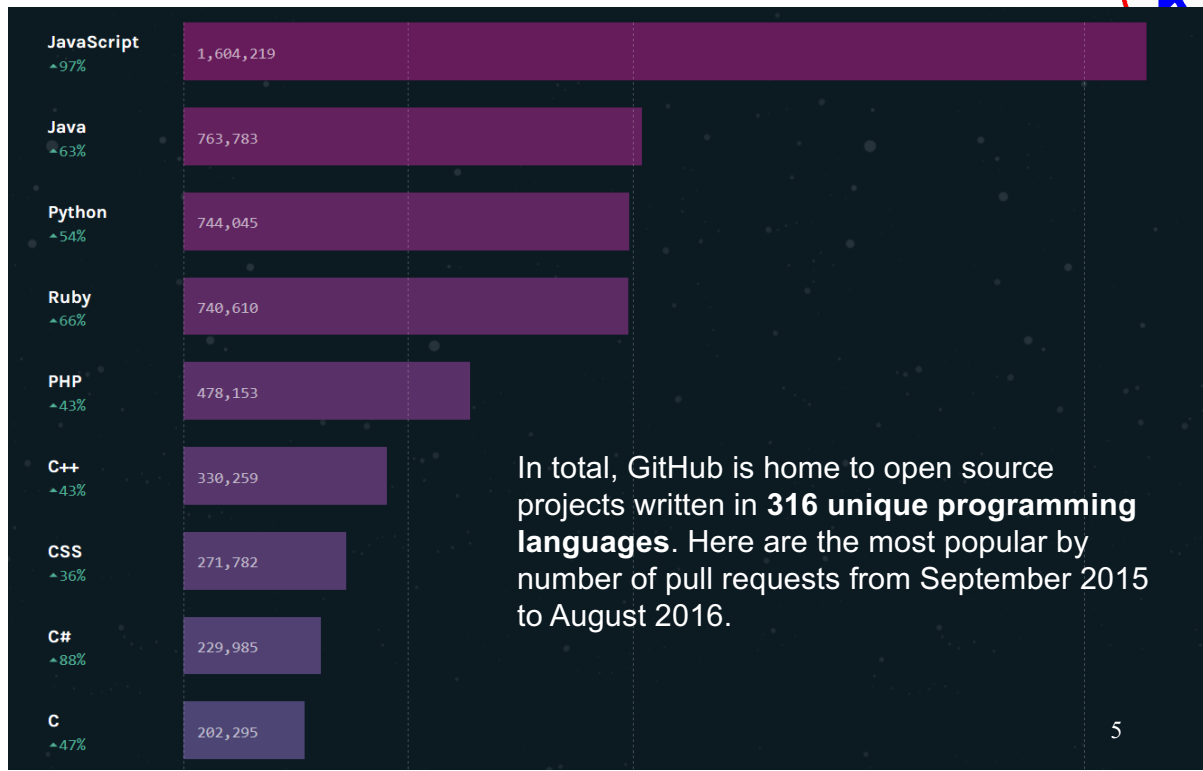 JavaScript
▲97%
1,604,219
Java
▲63%
763,783
Python
▲54%
744,045
Ruby
▲66%
740,610
PHP
▲43%
478,153
C++
▲43%
330,259
CSS
▲36%
271,782
C#
▲88%
229,985
C
▲47%
202,295
In total, GitHub is home to open source
projects written in 316 unique programming
languages. Here are the most popular by
number of pull requests from September 2015
to August 2016.
5